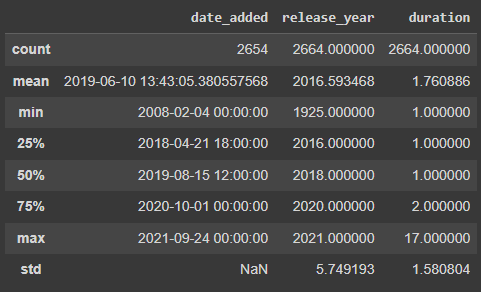 date_added release_year duration
count 2654 2664.000000 2664.000000
mean 2019-06-10 13:43:05.380557568 2016.593468 1.760886
min 2008-02-04 00:00:00 1925.000000 1.000000
25% 2018-04-21 18:00:00 2016.000000 1.000000
50% 2019-08-15 12:00:00 2018.000000 1.000000
75% 2020-10-01 00:00:00 2020.000000 2.000000
max 2021-09-24 00:00:00 2021.000000 17.000000
std NaN 5.749193 1.580804